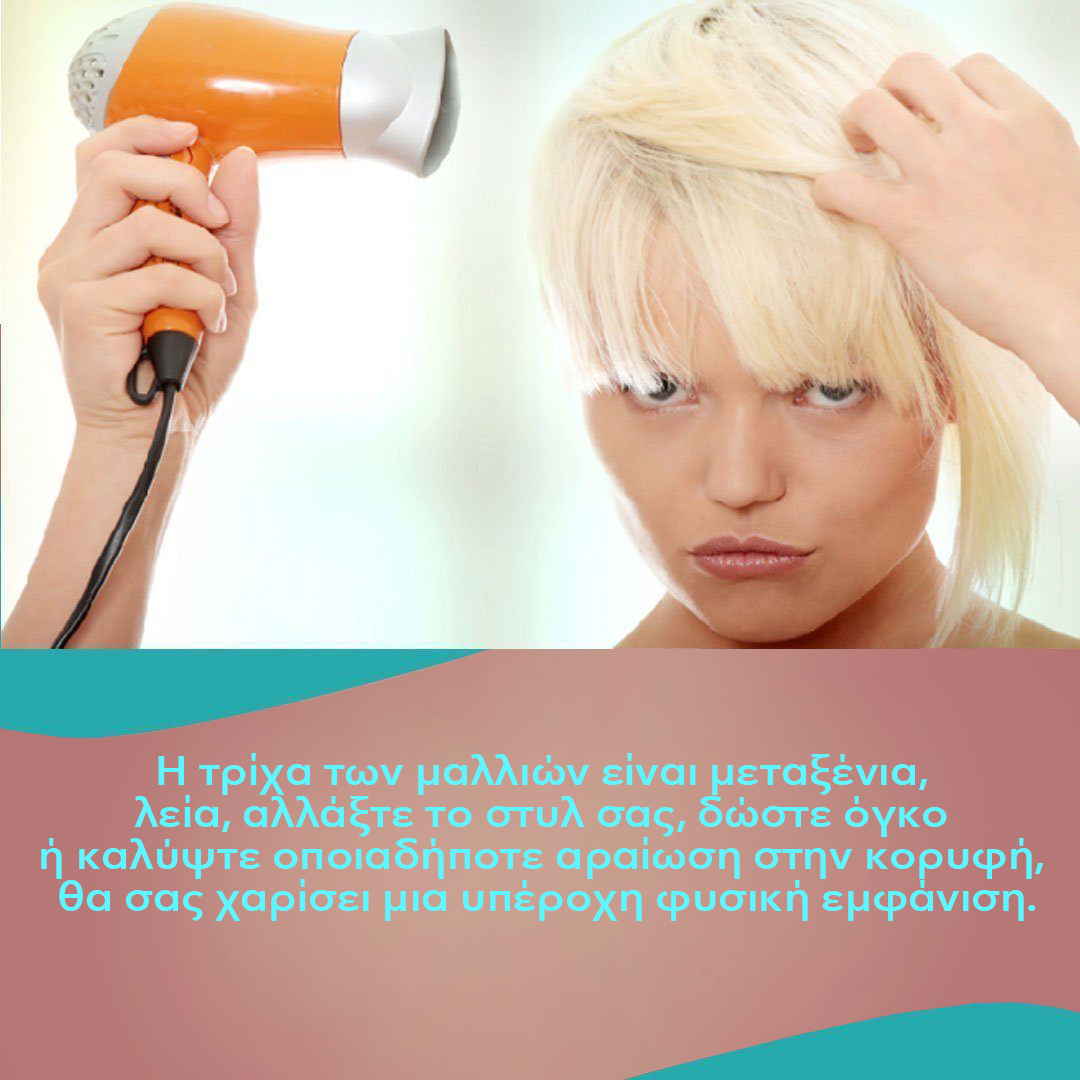 Η τρίχα των μαλλιών είναι μεταξένια,
λεία, αλλάξτε το στυλ σας, δώστε όγκο
ή καλύψτε οποιαδήποτε αραίωση στην κορυφή,
θα σας χαρίσει μια υπέροχη φυσική εμφάνιση.